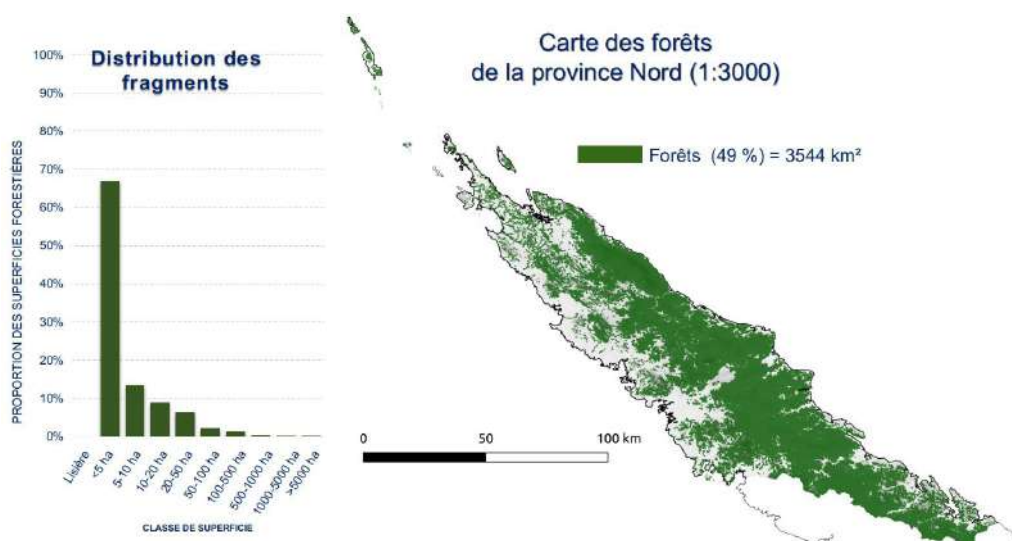 Distribution des
fragments
PROPORTION DES SUPERFICIES FORESTIÈRES
100%
90%
80%
70%
60%
50%
40%
30%
20%
10%
0%
Lisière
<5 ha
5-10 ha
10-20 ha
20-50 ha
50-100 ha
100-500 ha
500-1000 ha
1000-5000 ha
>5000 ha
CLASSE DE SUPERFICIE
Carte des forêts
de la province Nord (1:3000)
Forêts (49 %) = 3544 km²
0 50 100 km